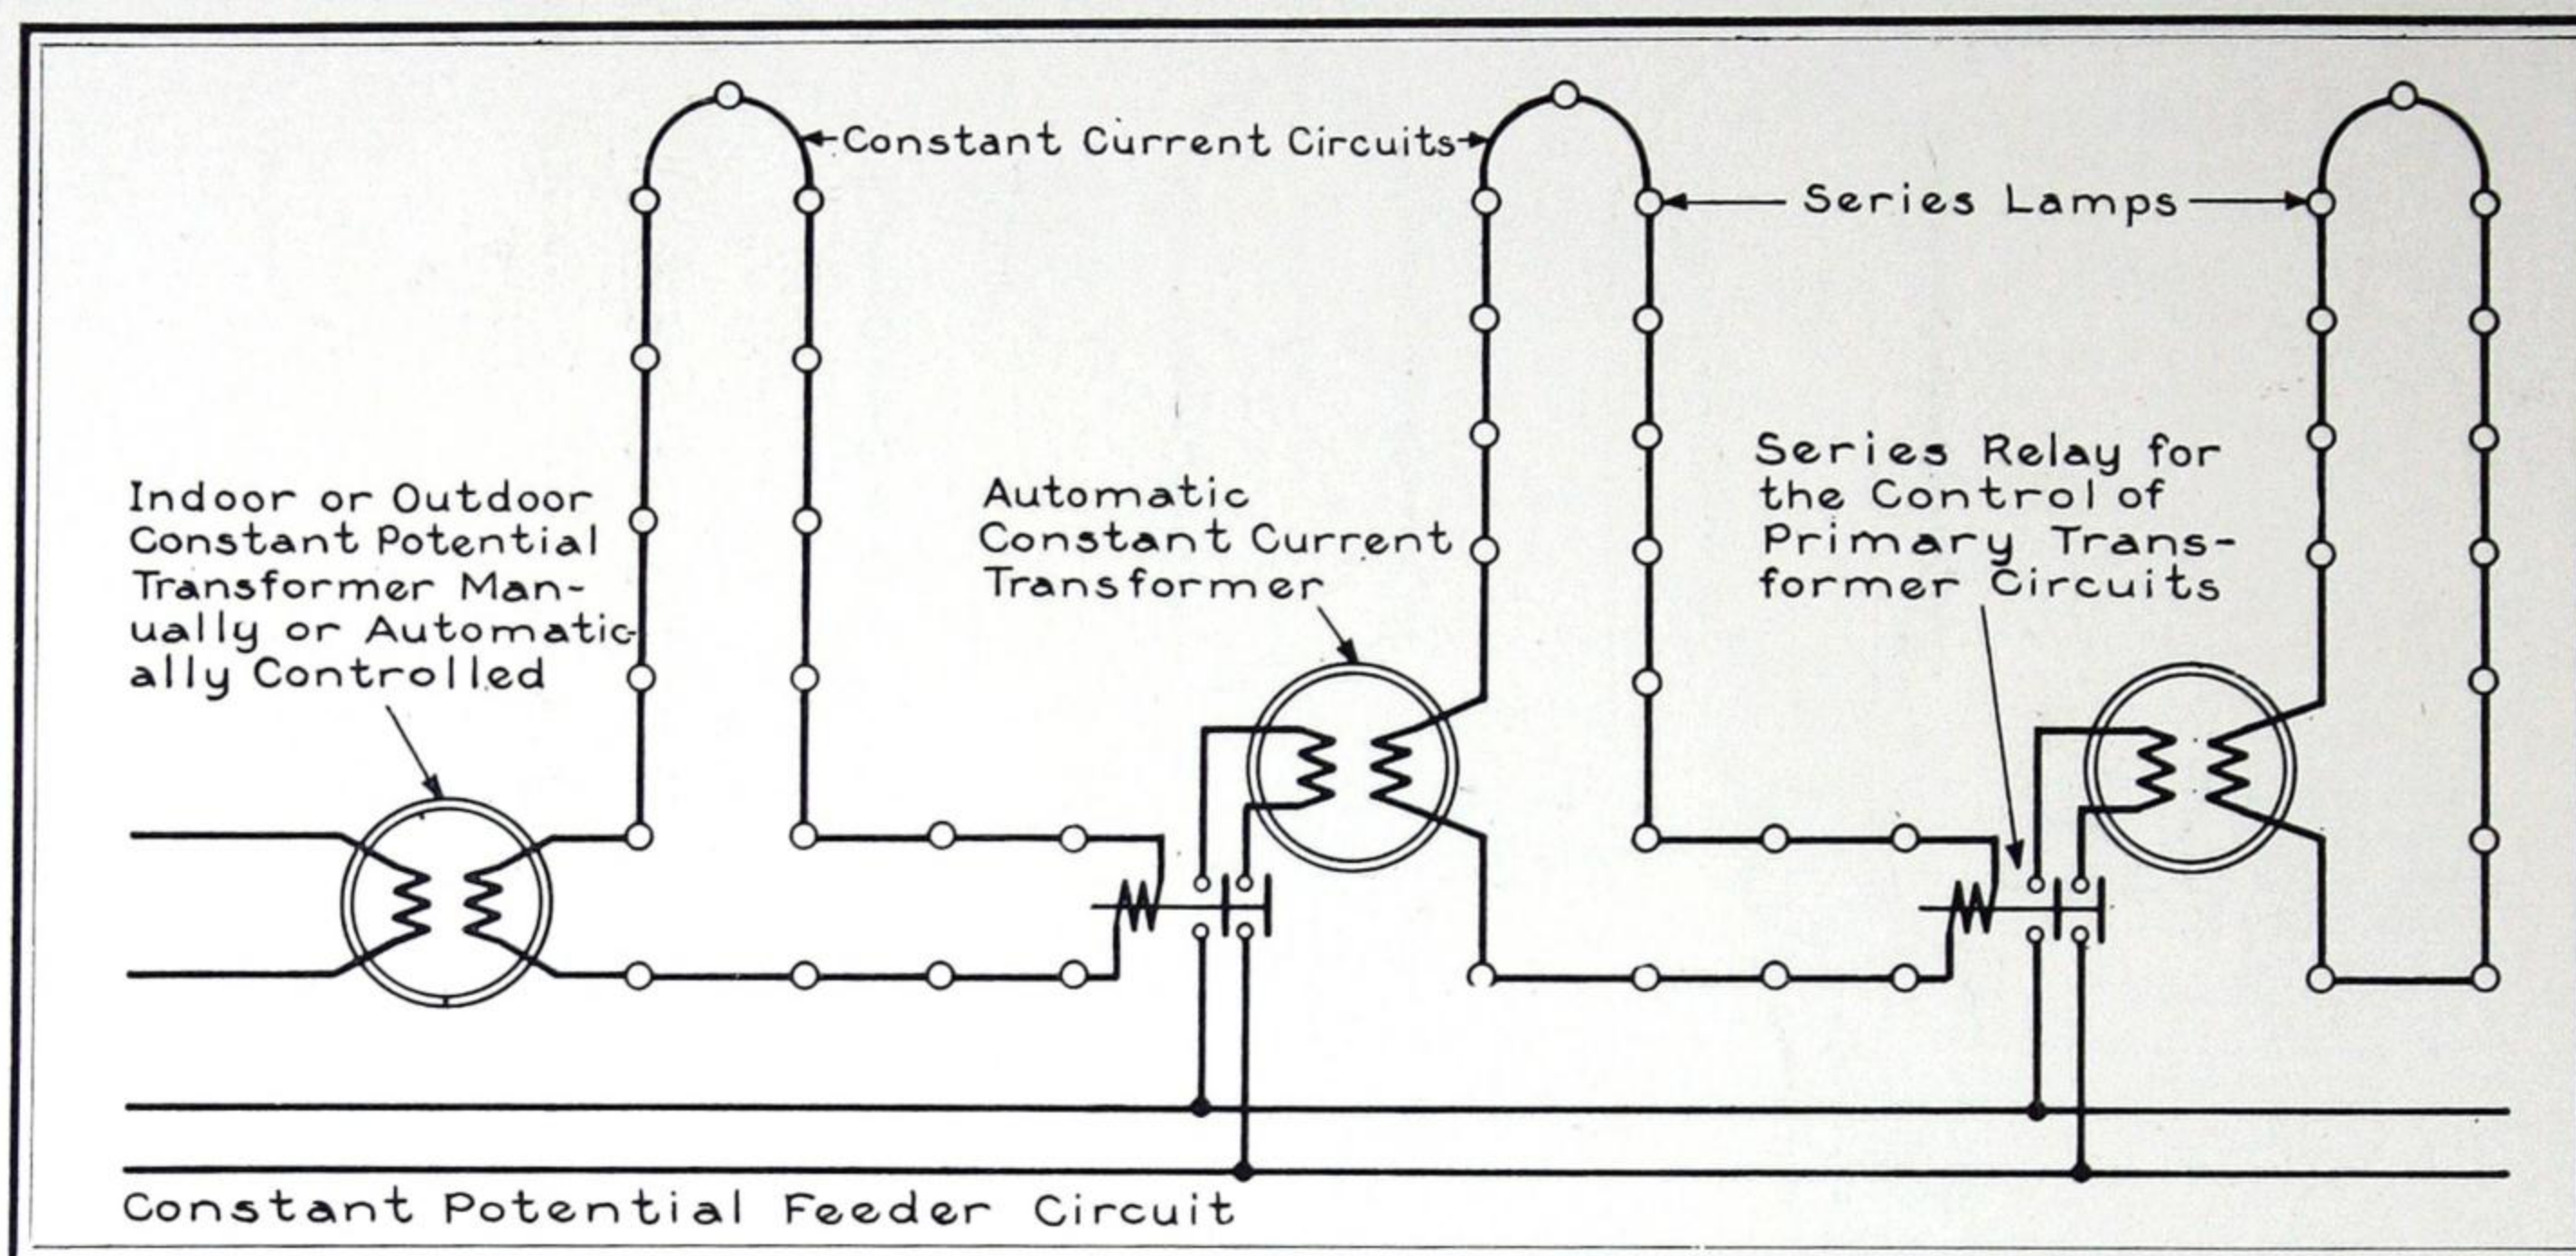 Constant Current Circuits
Series Lamps
Indoor or Outdoor
Constant Potential
Transformer Man-
ually or Automatic-
ally Controlled
Automatic
Constant Current
Transformer
Series Relay for
the Control of
Primary Trans-
former Circuits
Constant Potential Feeder Circuit